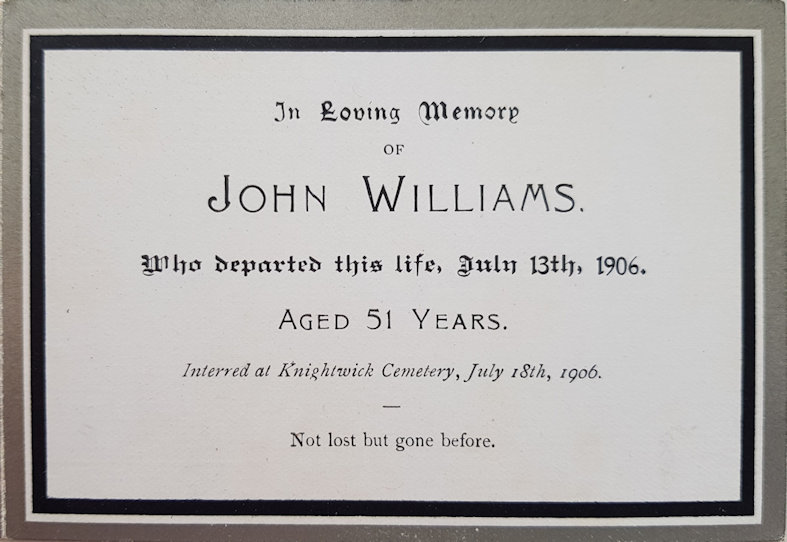 In Loving Memory
OF
JOHN WILLIAMS.
Who departed this life, July 13th, 1906.
AGED 51 YEARS.
Interred at Knightwick Cemetery, July 18th, 1906.
Not lost but gone before.